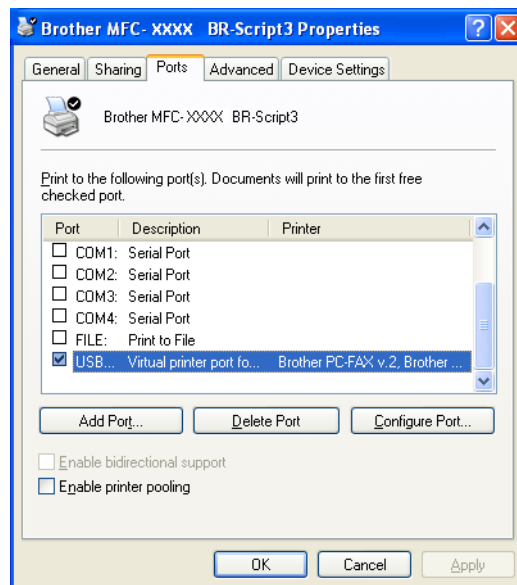 Brother MFC- XXXX BR-Script3 Properties
General Sharing Ports Advanced Device Settings
Brother MFC- XXXX BR-Script3
Print to the following port(s). Documents will print to the first free
checked port.
Port Description Printer
COM1: Serial Port
COM2: Serial Port
COM3: Serial Port
COM4: Serial Port
FILE: Print to File
USB... Virtual printer port fo... Brother PC-FAX v.2, Brother ...
Add Port... Delete Port Configure Port...
Enable bidirectional support
Enable printer pooling
OK Cancel Apply